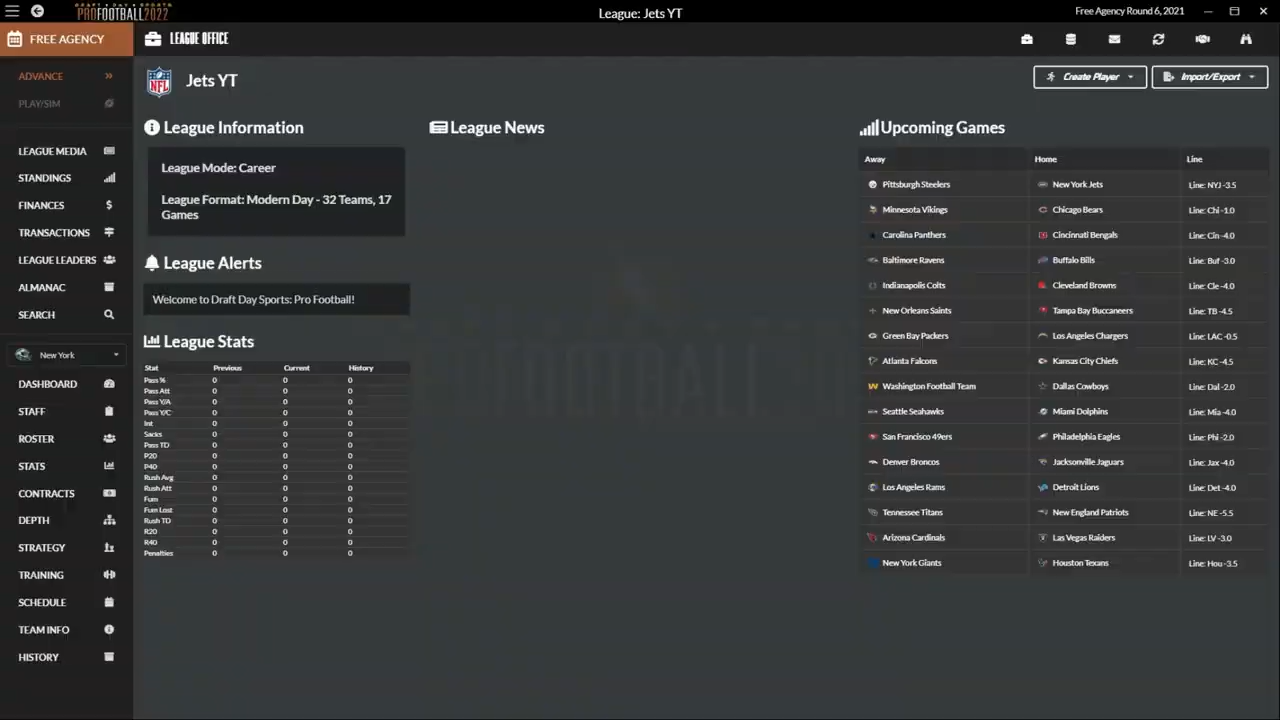 DRAFT • DAY • SPORTS
PROFOOTBALL2022
League: Jets YT
Free Agency Round 6, 2021
FREE AGENCY
LEAGUE OFFICE
ADVANCE
PLAY/SIM
NFL
Jets YT
Create Player
Import/Export
LEAGUE MEDIA
STANDINGS
FINANCES
TRANSACTIONS
LEAGUE LEADERS
ALMANAC
SEARCH
New York
DASHBOARD
STAFF
ROSTER
STATS
CONTRACTS
DEPTH
STRATEGY
TRAINING
SCHEDULE
TEAM INFO
HISTORY
League Information
League Mode: Career
League Format: Modern Day - 32 Teams, 17
Games
League Alerts
Welcome to Draft Day Sports: Pro Football!
League Stats
Stat Previous Current History
Pass % 0 0 0
Pass Att 0 0 0
Pass Y/A 0 0 0
Pass Y/C 0 0 0
Int 0 0 0
Sacks 0 0 0
Pass TD 0 0 0
P20 0 0 0
P40 0 0 0
Rush Avg 0 0 0
Rush Att 0 0 0
Fum 0 0 0
Fum Lost 0 0 0
Rush TD 0 0 0
R20 0 0 0
R40 0 0 0
Penalties 0 0 0
League News
Upcoming Games
Away Home Line
Pittsburgh Steelers New York Jets Line: NYJ -3.5
Minnesota Vikings Chicago Bears Line: Chi -1.0
Carolina Panthers Cincinnati Bengals Line: Cin -4.0
Baltimore Ravens Buffalo Bills Line: Buf -3.0
Indianapolis Colts Cleveland Browns Line: Cle -4.0
New Orleans Saints Tampa Bay Buccaneers Line: TB -4.5
Green Bay Packers Los Angeles Chargers Line: LAC -0.5
Atlanta Falcons Kansas City Chiefs Line: KC -4.5
Washington Football Team Dallas Cowboys Line: Dal -2.0
Seattle Seahawks Miami Dolphins Line: Mia -4.0
San Francisco 49ers Philadelphia Eagles Line: Phi -2.0
Denver Broncos Jacksonville Jaguars Line: Jax -4.0
Los Angeles Rams Detroit Lions Line: Det -4.0
Tennessee Titans New England Patriots Line: NE -5.5
Arizona Cardinals Las Vegas Raiders Line: LV -3.0
New York Giants Houston Texans Line: Hou -3.5